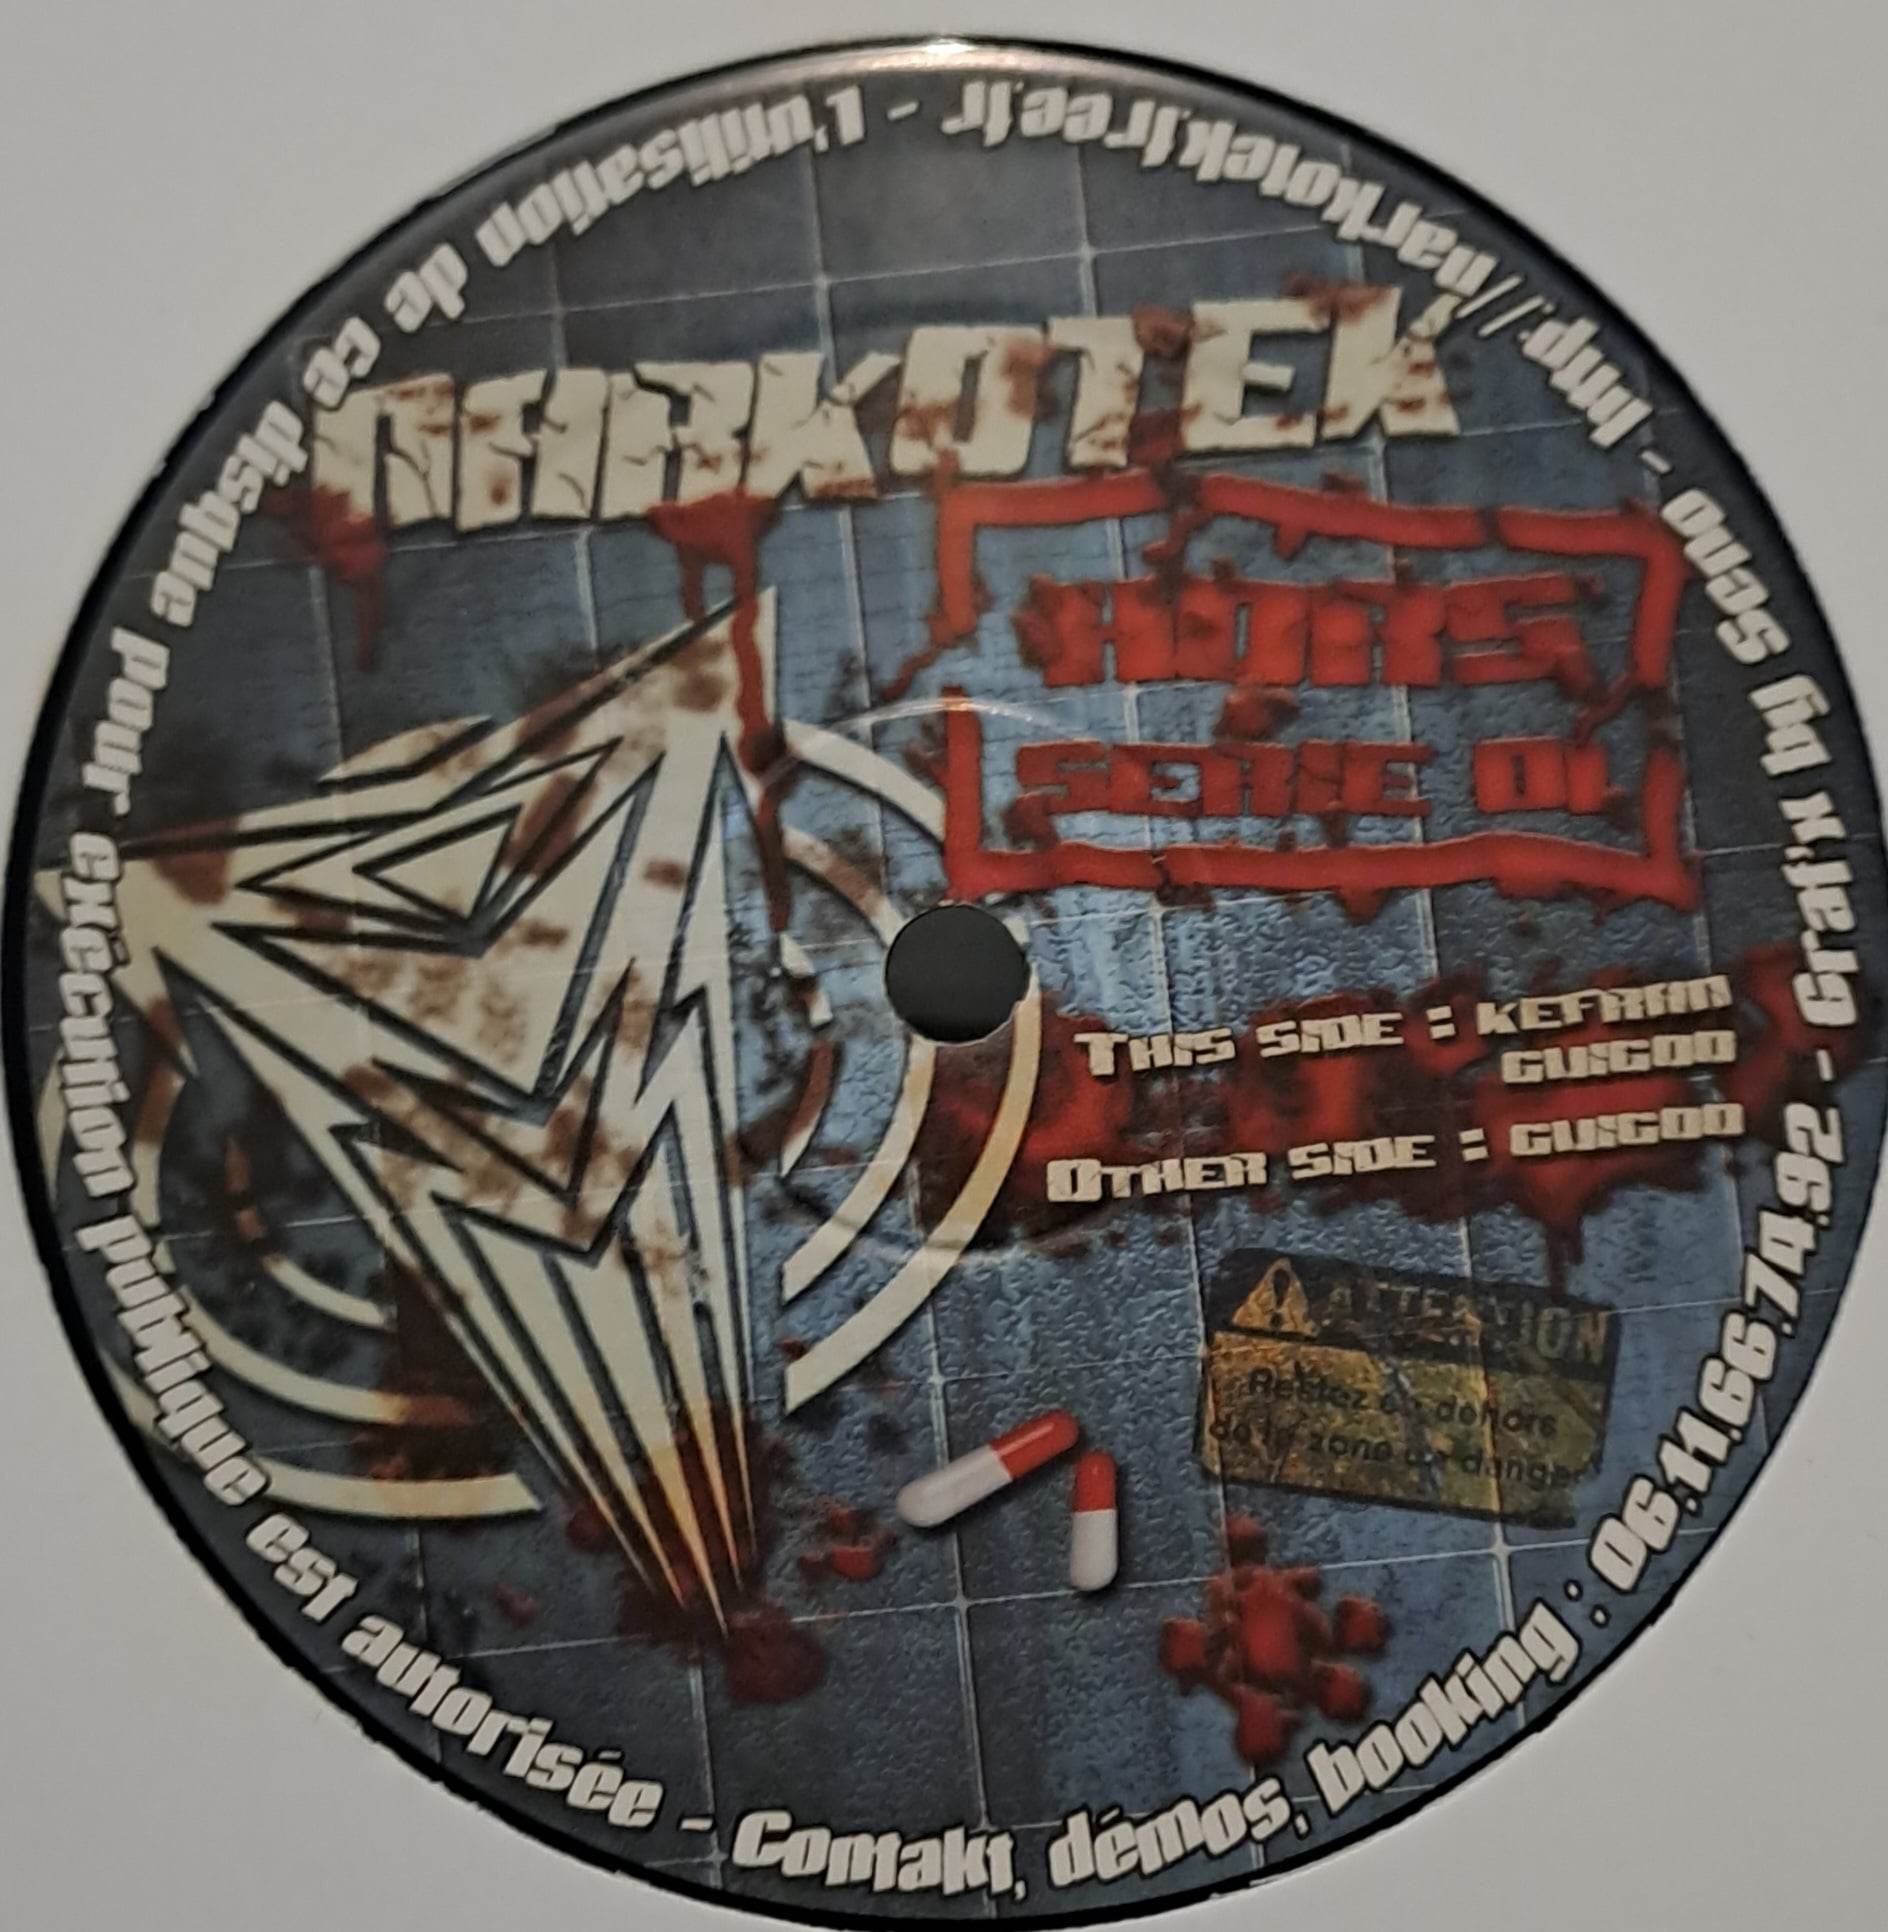 NARKOTEK
HORS
SERIE 01
THIS SIDE : KEFRAN
GUIGOO
OTHER SIDE : GUIGOO
ATTENTION
Restez en dehors
de la zone de danger
L'utilisation de ce disque pour exécution publique est autorisée - Contakt, démos, booking : 06.11.66.74.92 - Graf'x by Seno - http://narkotek.free.fr -